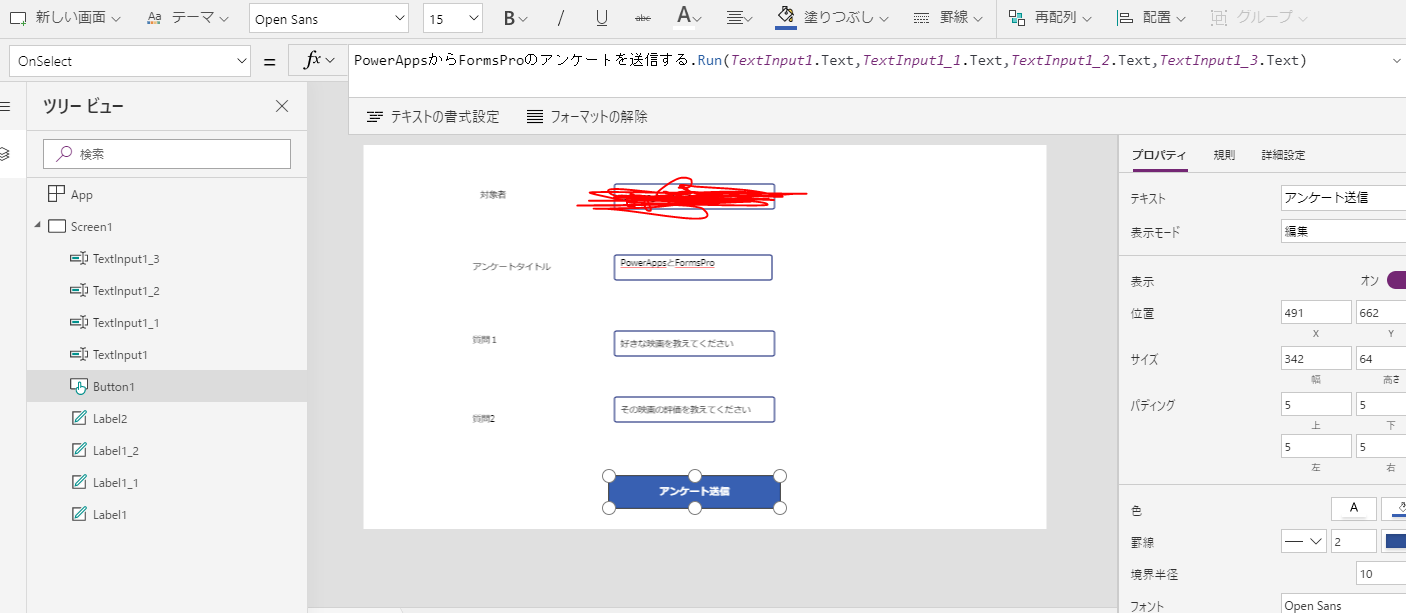 新しい画面 Aa テーマ Open Sans 15 B / U abc A 塗りつぶし 罫線 再配列 配置 グループ
OnSelect = fx PowerAppsからFormsProのアンケートを送信する.Run(TextInput1.Text,TextInput1_1.Text,TextInput1_2.Text,TextInput1_3.Text)
テキストの書式設定 フォーマットの解除
ツリー ビュー
検索
App
Screen1
TextInput1_3
TextInput1_2
TextInput1_1
TextInput1
Button1
Label2
Label1_2
Label1_1
Label1
対象者
アンケートタイトル PowerAppsとFormsPro
質問1 好きな映画を教えてください
質問2 その映画の評価を教えてください
アンケート送信
プロパティ 規則 詳細設定
テキスト アンケート送信
表示モード 編集
表示 オン
位置 491 662
X Y
サイズ 342 64
幅 高さ
パディング 5 5
上 下
5 5
左 右
色 A
罫線 2
境界半径 10
フォント Open Sans